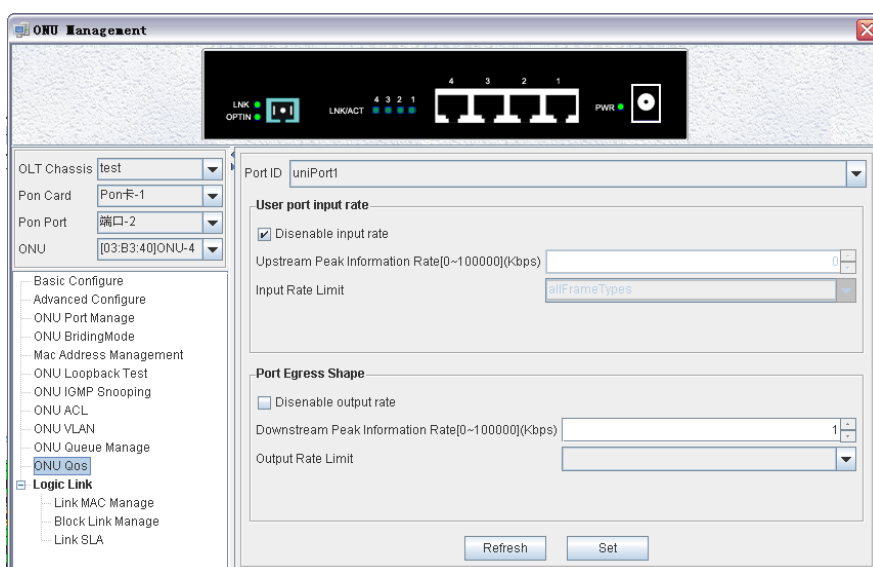 ONU Management
4 3 2 1
LNK
OPTIN
LNK/ACT
4 3 2 1
PWR
OLT Chassis test
Pon Card Pon卡-1
Pon Port 端口-2
ONU [03:B3:40]ONU-4
Basic Configure
Advanced Configure
ONU Port Manage
ONU BridingMode
Mac Address Management
ONU Loopback Test
ONU IGMP Snooping
ONU ACL
ONU VLAN
ONU Queue Manage
ONU Qos
Logic Link
Link MAC Manage
Block Link Manage
Link SLA
Port ID uniPort1
User port input rate
Disenable input rate
Upstream Peak Information Rate[0~100000](Kbps) 0
Input Rate Limit allFrameTypes
Port Egress Shape
Disenable output rate
Downstream Peak Information Rate[0~100000](Kbps) 1
Output Rate Limit
Refresh Set